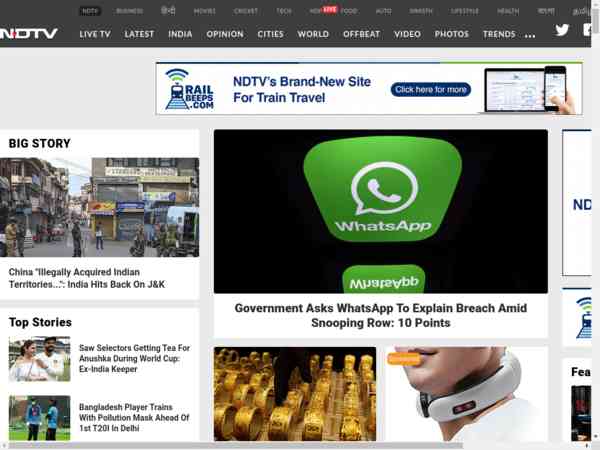 NDTV
BUSINESS
हिन्दी
MOVIES
CRICKET
TECH
HOP LIVE
FOOD
AUTO
SWASTH
LIFESTYLE
HEALTH
বাংলা
NDTV
LIVE TV
LATEST
INDIA
OPINION
CITIES
WORLD
OFFBEAT
VIDEO
PHOTOS
TRENDS
...
RAIL
BEEPS.COM
NDTV's Brand-New Site
For Train Travel
Click here for more
BIG STORY
China "Illegally Acquired Indian
Territories...": India Hits Back On J&K
WhatsApp
WhatsApp
Government Asks WhatsApp To Explain Breach Amid
Snooping Row: 10 Points
ND
Top Stories
Saw Selectors Getting Tea For
Anushka During World Cup:
Ex-India Keeper
Bangladesh Player Trains
With Pollution Mask Ahead Of
1st T20I In Delhi
Sponsored
Fea